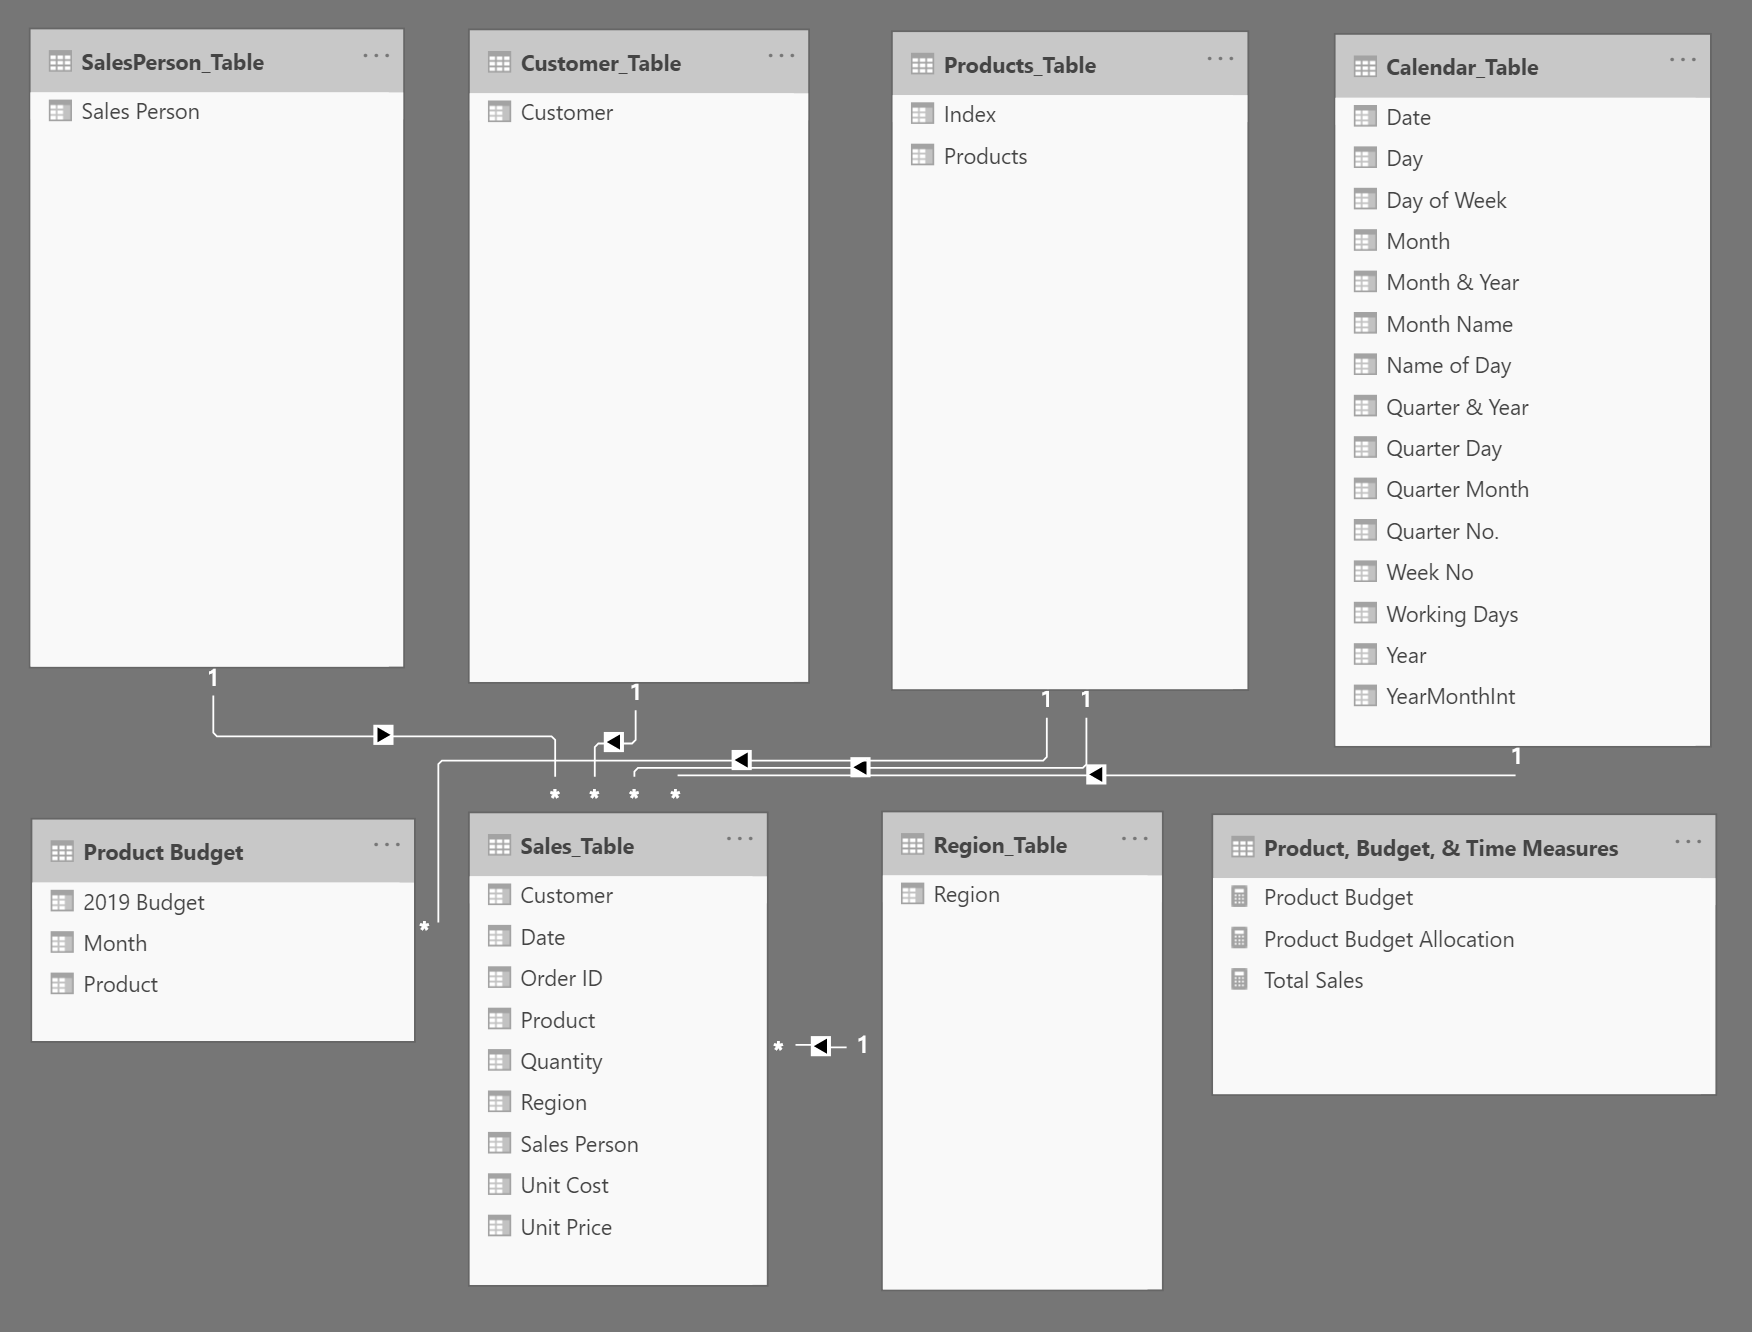 SalesPerson_Table
Sales Person
Customer_Table
Customer
Products_Table
Index
Products
Calendar_Table
Date
Day
Day of Week
Month
Month & Year
Month Name
Name of Day
Quarter & Year
Quarter Day
Quarter Month
Quarter No.
Week No
Working Days
Year
YearMonthInt
1
1
1
1
1
*
*
*
*
Product Budget
2019 Budget
Month
Product
*
Sales_Table
Customer
Date
Order ID
Product
Quantity
Region
Sales Person
Unit Cost
Unit Price
* 1
Region_Table
Region
Product, Budget, & Time Measures
Product Budget
Product Budget Allocation
Total Sales